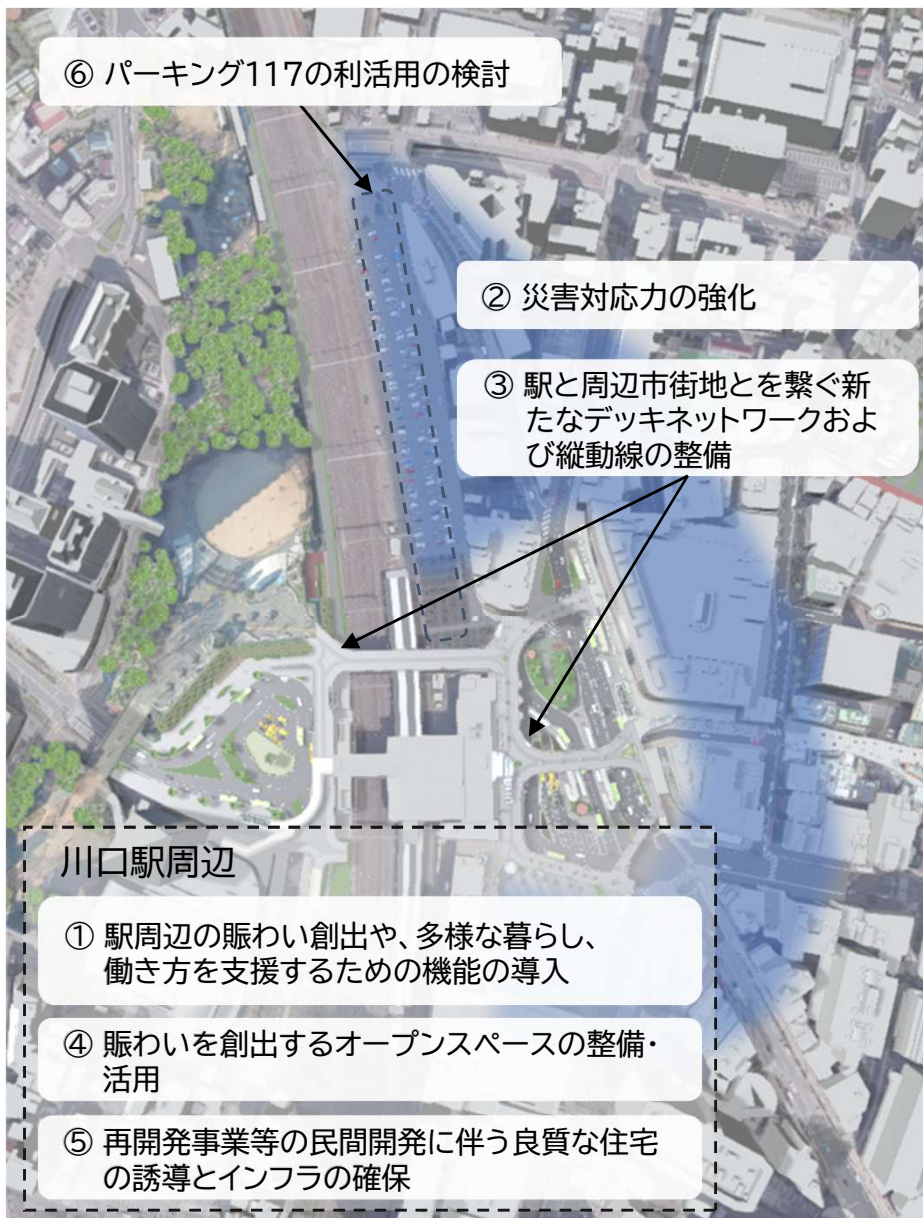 ⑥ パーキング117の利活用の検討
② 災害対応力の強化
③ 駅と周辺市街地とを繋ぐ新
たなデッキネットワークおよ
び縦動線の整備
川口駅周辺
① 駅周辺の賑わい創出や、多様な暮らし、
働き方を支援するための機能の導入
④ 賑わいを創出するオープンスペースの整備・
活用
⑤ 再開発事業等の民間開発に伴う良質な住宅
の誘導とインフラの確保